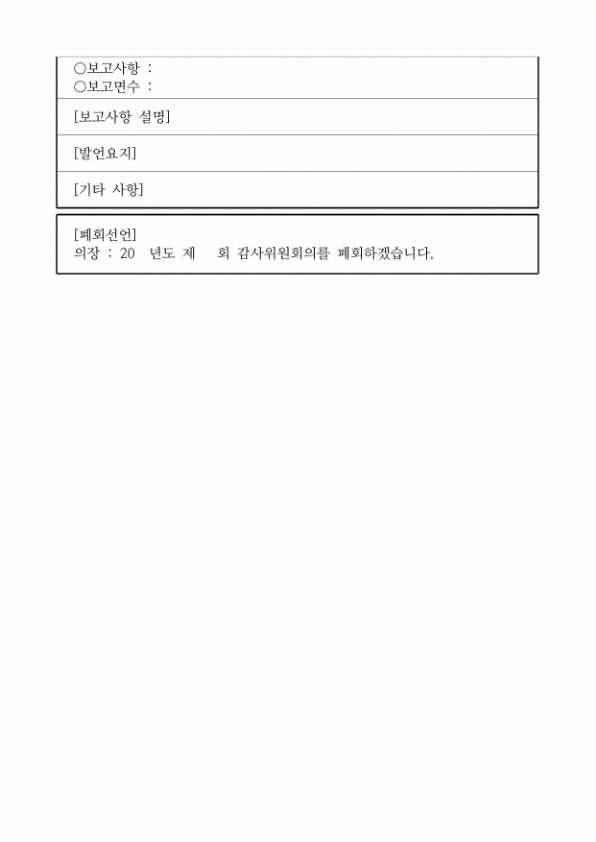 ○보고사항 :
○보고면수 :
[보고사항 설명]
[발언요지]
[기타 사항]
[폐회선언]
의장 : 20 년도 제 회 감사위원회의를 폐회하겠습니다.